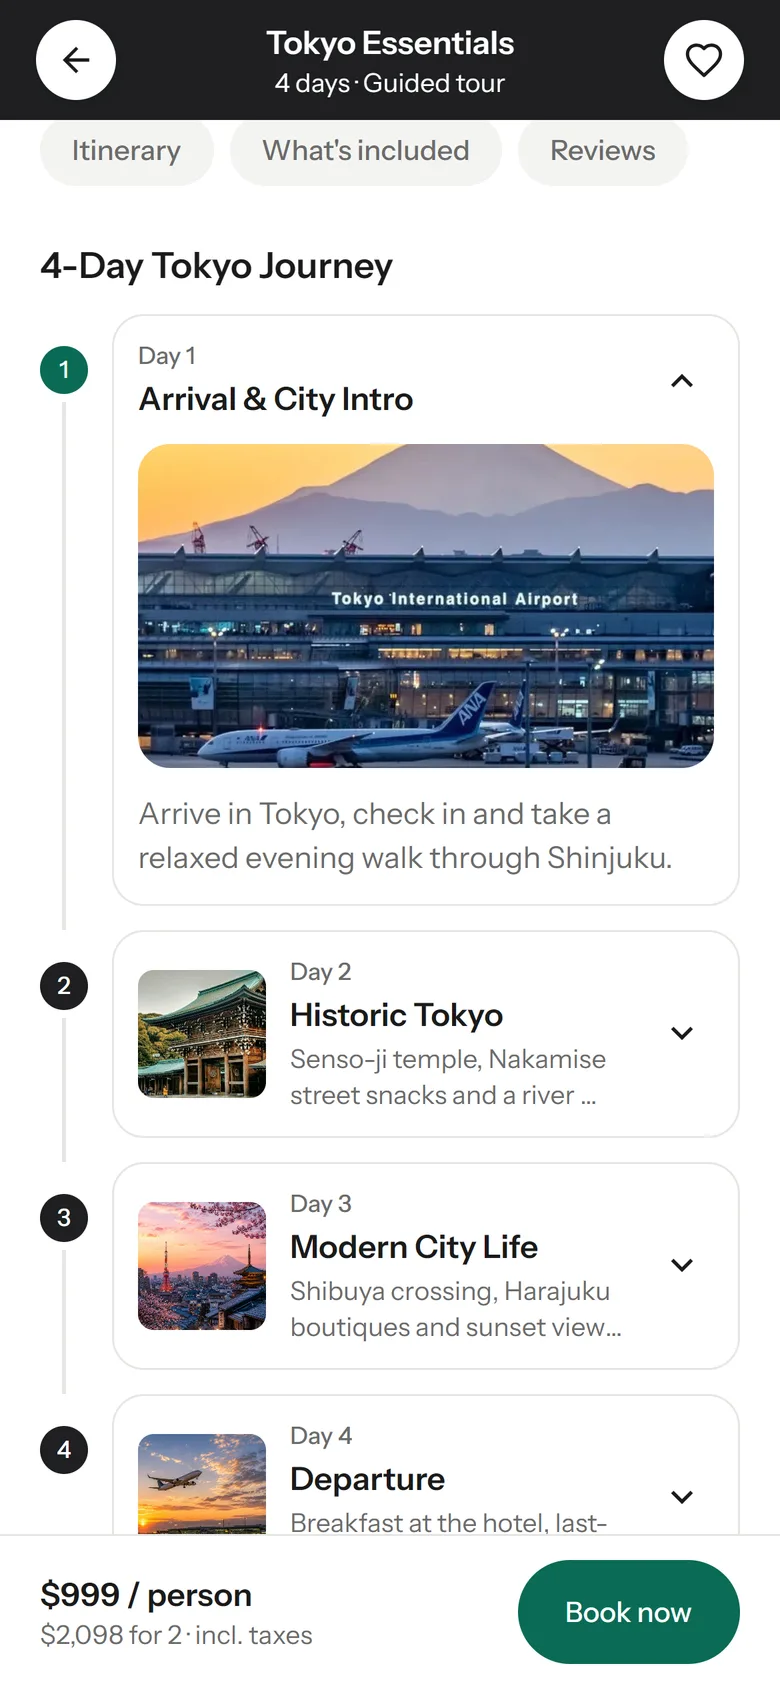 Tokyo Essentials
4 days · Guided tour
Itinerary
What's included
Reviews
4-Day Tokyo Journey
1
Day 1
Arrival & City Intro
Tokyo International Airport
ANA
ANA
Arrive in Tokyo, check in and take a
relaxed evening walk through Shinjuku.
2
Day 2
Historic Tokyo
Senso-ji temple, Nakamise
street snacks and a river ...
3
Day 3
Modern City Life
Shibuya crossing, Harajuku
boutiques and sunset view...
4
Day 4
Departure
Breakfast at the hotel, last-
$999 / person
$2,098 for 2 · incl. taxes
Book now